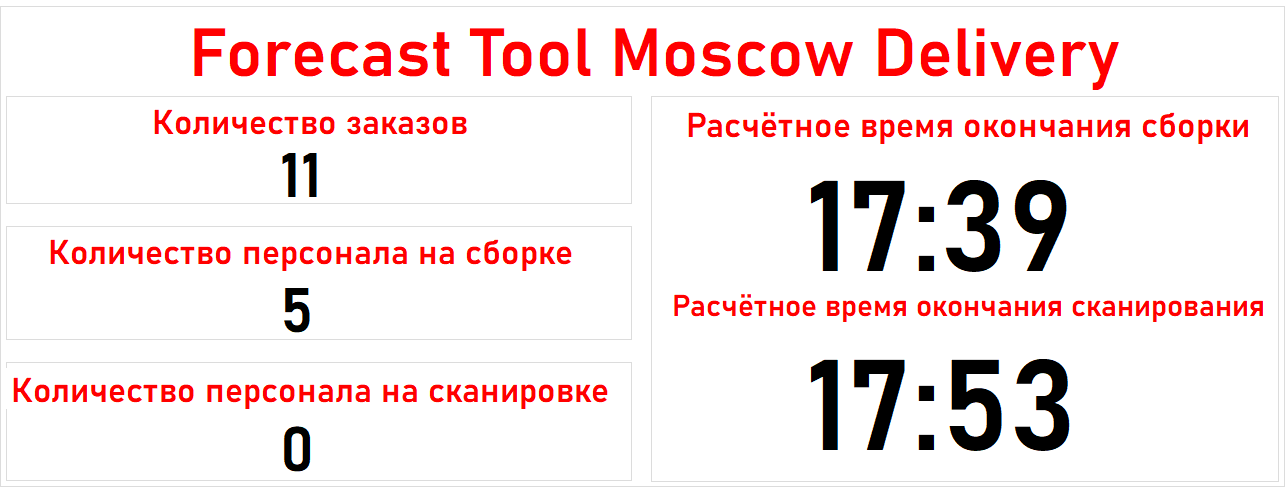 Forecast Tool Moscow Delivery
Количество заказов
11
Количество персонала на сборке
5
Количество персонала на сканировке
0
Расчётное время окончания сборки
17:39
Расчётное время окончания сканирования
17:53